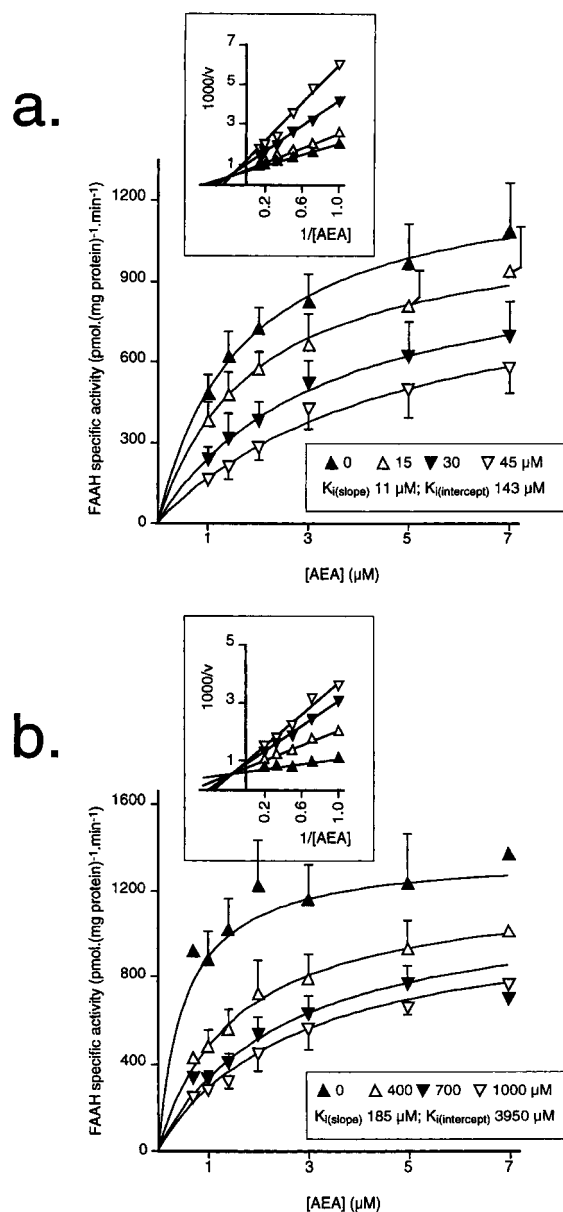 a.
7
5
3
1
1000/v
0.2
0.6
1.0
1/[AEA]
1200
900
600
300
0
FAAH specific activity (pmol.(mg protein)-1.min-1)
▲ 0 △ 15 ▼ 30 ▽ 45 µM
Ki(slope) 11 µM; Ki(intercept) 143 µM
1
3
5
7
[AEA] (µM)
b.
5
3
1
1000/v
0.2
0.6
1.0
1/[AEA]
1600
1200
800
400
0
FAAH specific activity (pmol.(mg protein)-1.min-1)
▲ 0 △ 400 ▼ 700 ▽ 1000 µM
Ki(slope) 185 µM; Ki(intercept) 3950 µM
1
3
5
7
[AEA] (µM)